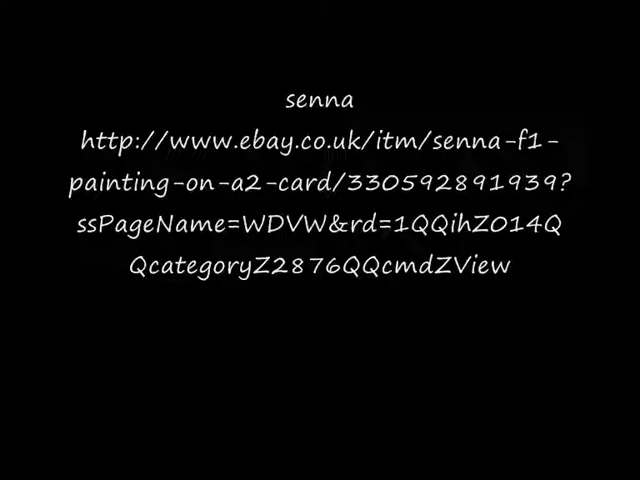 senna
http://www.ebay.co.uk/itm/senna-f1-
painting-on-a2-card/330592891939?
ssPageName=WDVW&rd=1QQihZ014Q
QcategoryZ2876QQcmdZView